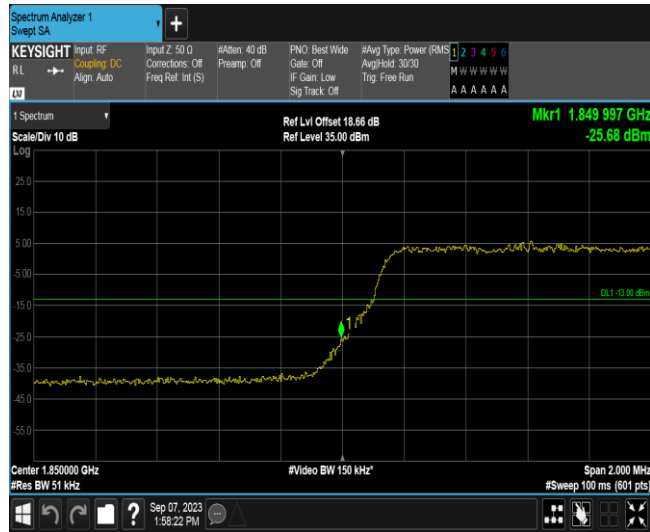 Spectrum Analyzer 1
Swept SA
+
KEYSIGHT
RL
LXI
Input: RF
Coupling: DC
Align: Auto
Input Z: 50 Ω
Corrections: Off
Freq Ref: Int (S)
#Atten: 40 dB
Preamp: Off
PNO: Best Wide
Gate: Off
IF Gain: Low
Sig Track: Off
#Avg Type: Power (RMS
Avg|Hold: 30/30
Trig: Free Run
1 2 3 4 5 6
M W W W W W
A A A A A A
1 Spectrum
Scale/Div 10 dB
Log
Ref Lvl Offset 18.66 dB
Ref Level 35.00 dBm
Mkr1 1.849 997 GHz
-25.68 dBm
25.0
15.0
5.00
-5.00
-15.0
-25.0
-35.0
-45.0
-55.0
DL1 -13.00 dBm
1
Center 1.850000 GHz
#Res BW 51 kHz
#Video BW 150 kHz*
Span 2.000 MHz
#Sweep 100 ms (601 pts)
?
Sep 07, 2023
1:58:22 PM